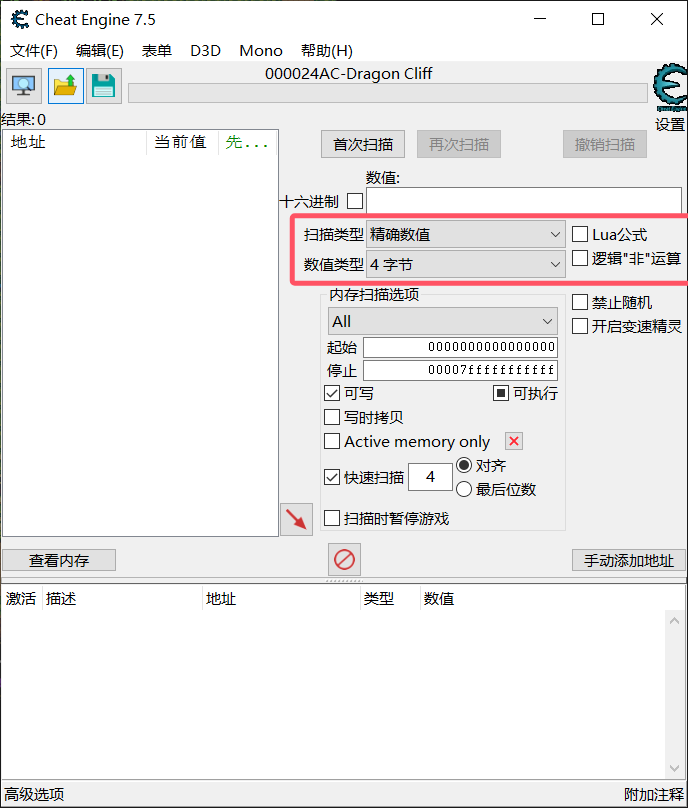 Cheat Engine 7.5
文件(F) 编辑(E) 表单 D3D Mono 帮助(H)
000024AC-Dragon Cliff
设置
结果:0
地址 当前值 先...
首次扫描 再次扫描 撤销扫描
数值:
十六进制
扫描类型 精确数值 Lua公式
数值类型 4 字节 逻辑"非"运算
内存扫描选项
All
禁止随机
开启变速精灵
起始 0000000000000000
停止 00007fffffffffff
可写 可执行
写时拷贝
Active memory only
快速扫描 4 对齐
最后位数
扫描时暂停游戏
查看内存 手动添加地址
激活 描述 地址 类型 数值
高级选项 附加注释